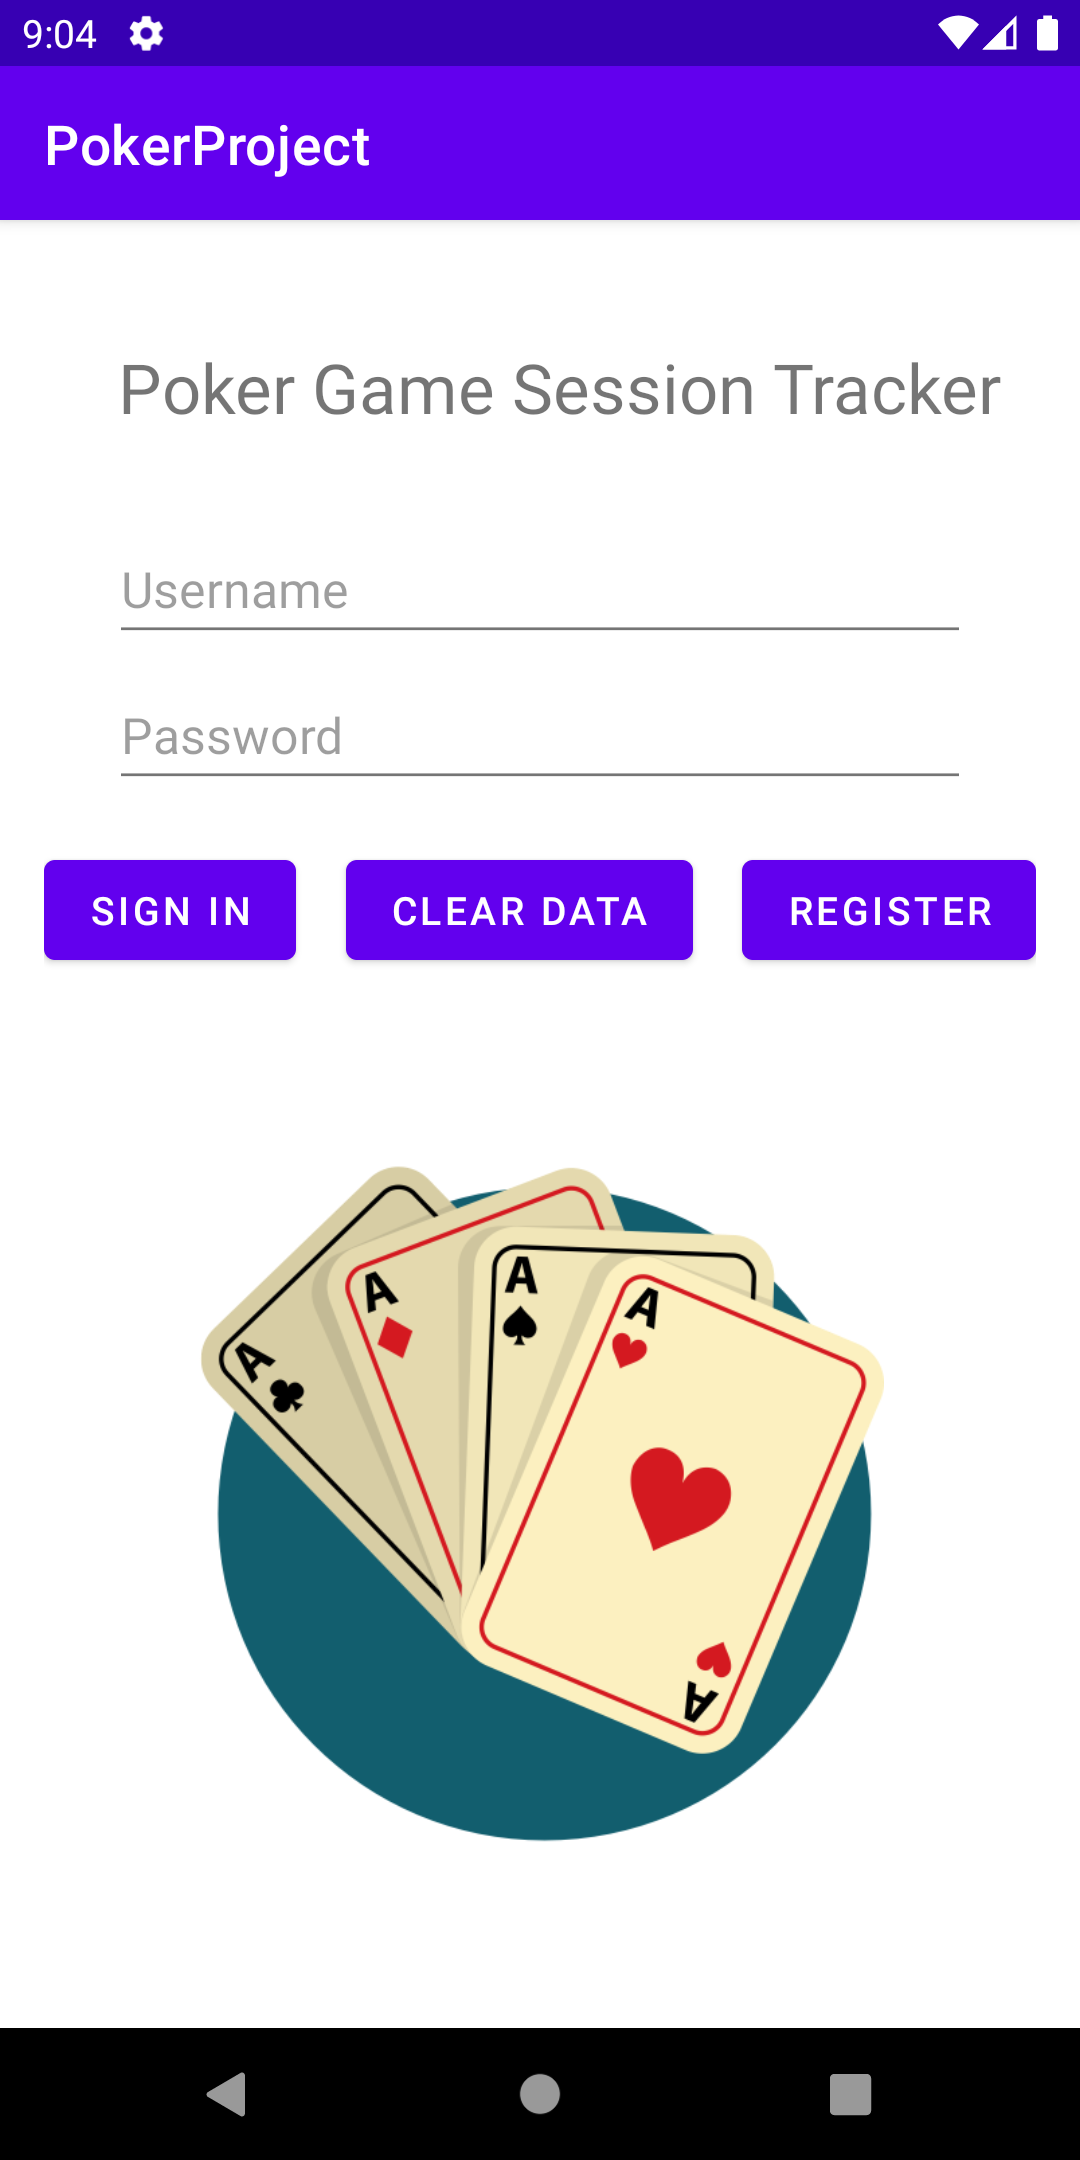 9:04
PokerProject
Poker Game Session Tracker
Username
Password
SIGN IN CLEAR DATA REGISTER
A
A
A
A
A